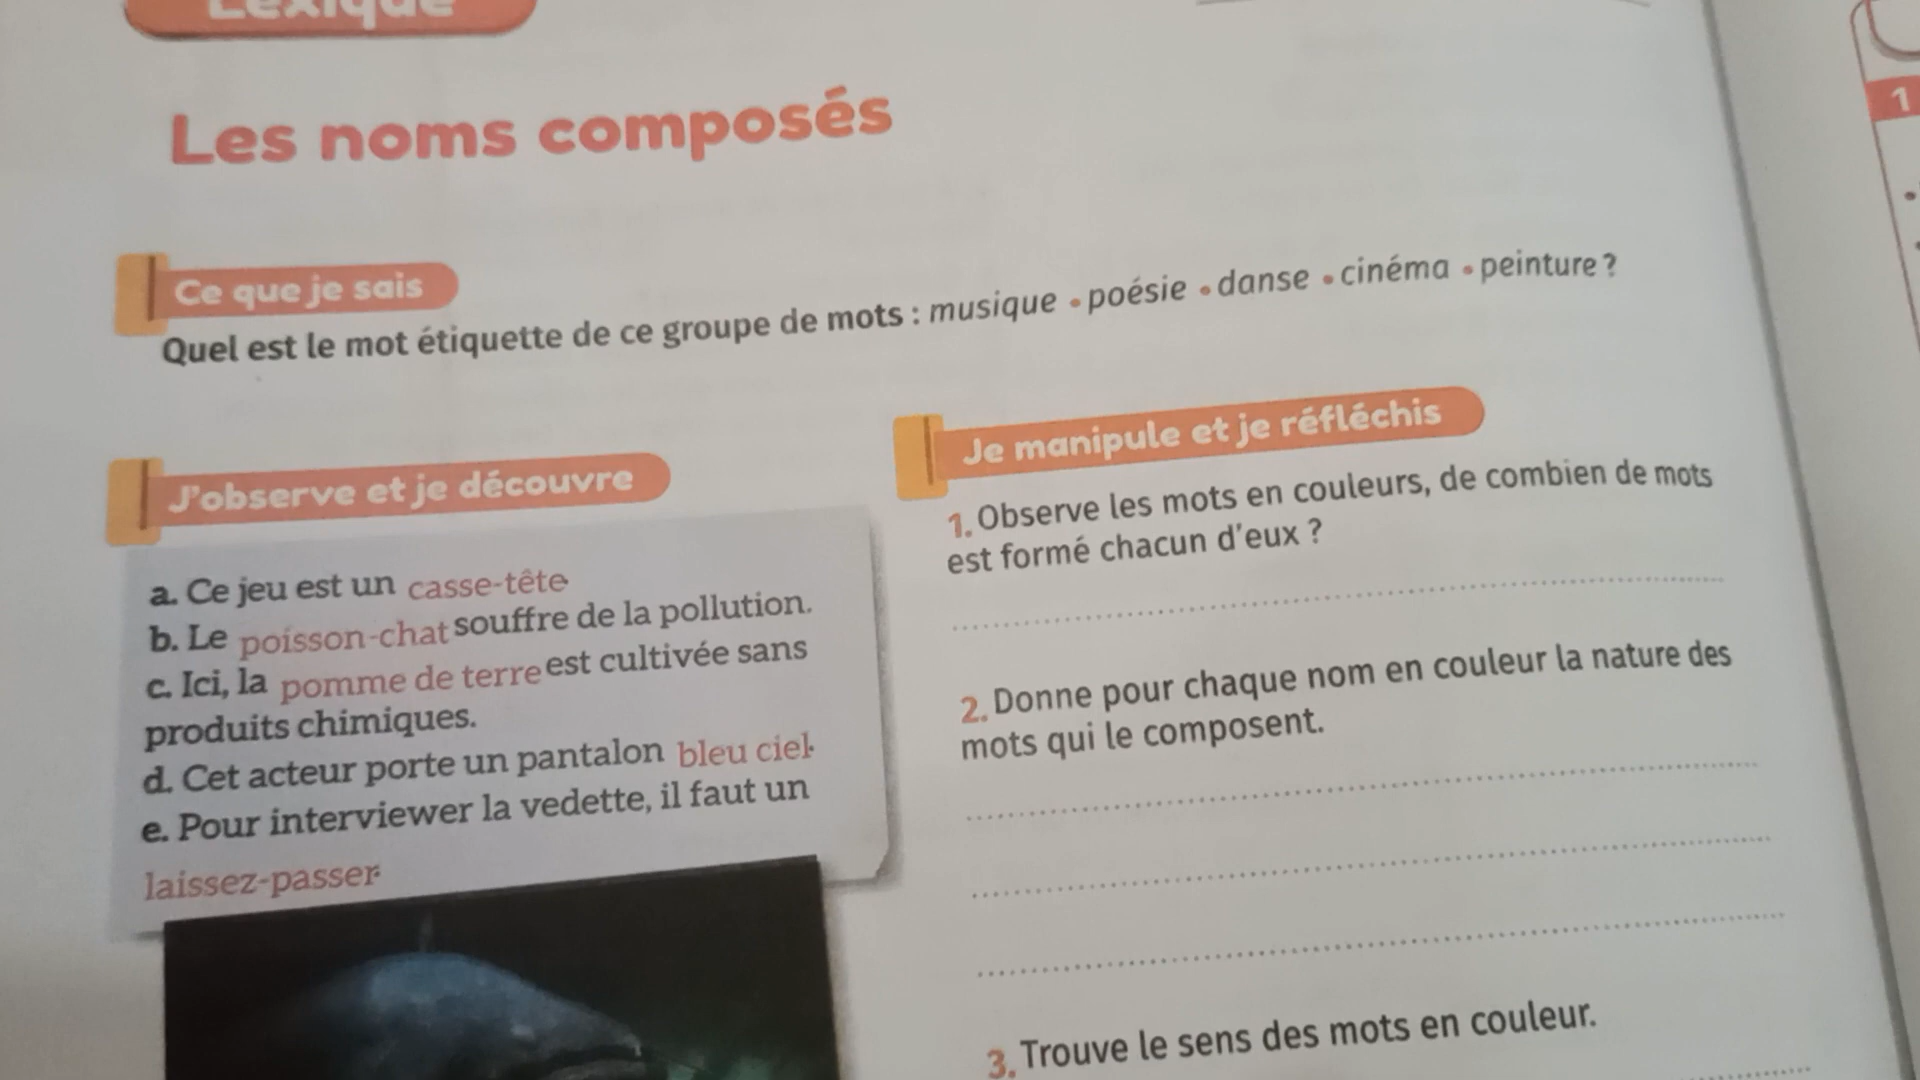 Lexique
Les noms composés
Ce que je sais
Quel est le mot étiquette de ce groupe de mots : musique • poésie • danse • cinéma • peinture ?
J'observe et je découvre
a. Ce jeu est un casse-tête.
b. Le poisson-chat souffre de la pollution.
c. Ici, la pomme de terre est cultivée sans
produits chimiques.
d. Cet acteur porte un pantalon bleu ciel.
e. Pour interviewer la vedette, il faut un
laissez-passer.
Je manipule et je réfléchis
1. Observe les mots en couleurs, de combien de mots
est formé chacun d'eux ?
2. Donne pour chaque nom en couleur la nature des
mots qui le composent.
3. Trouve le sens des mots en couleur.
1